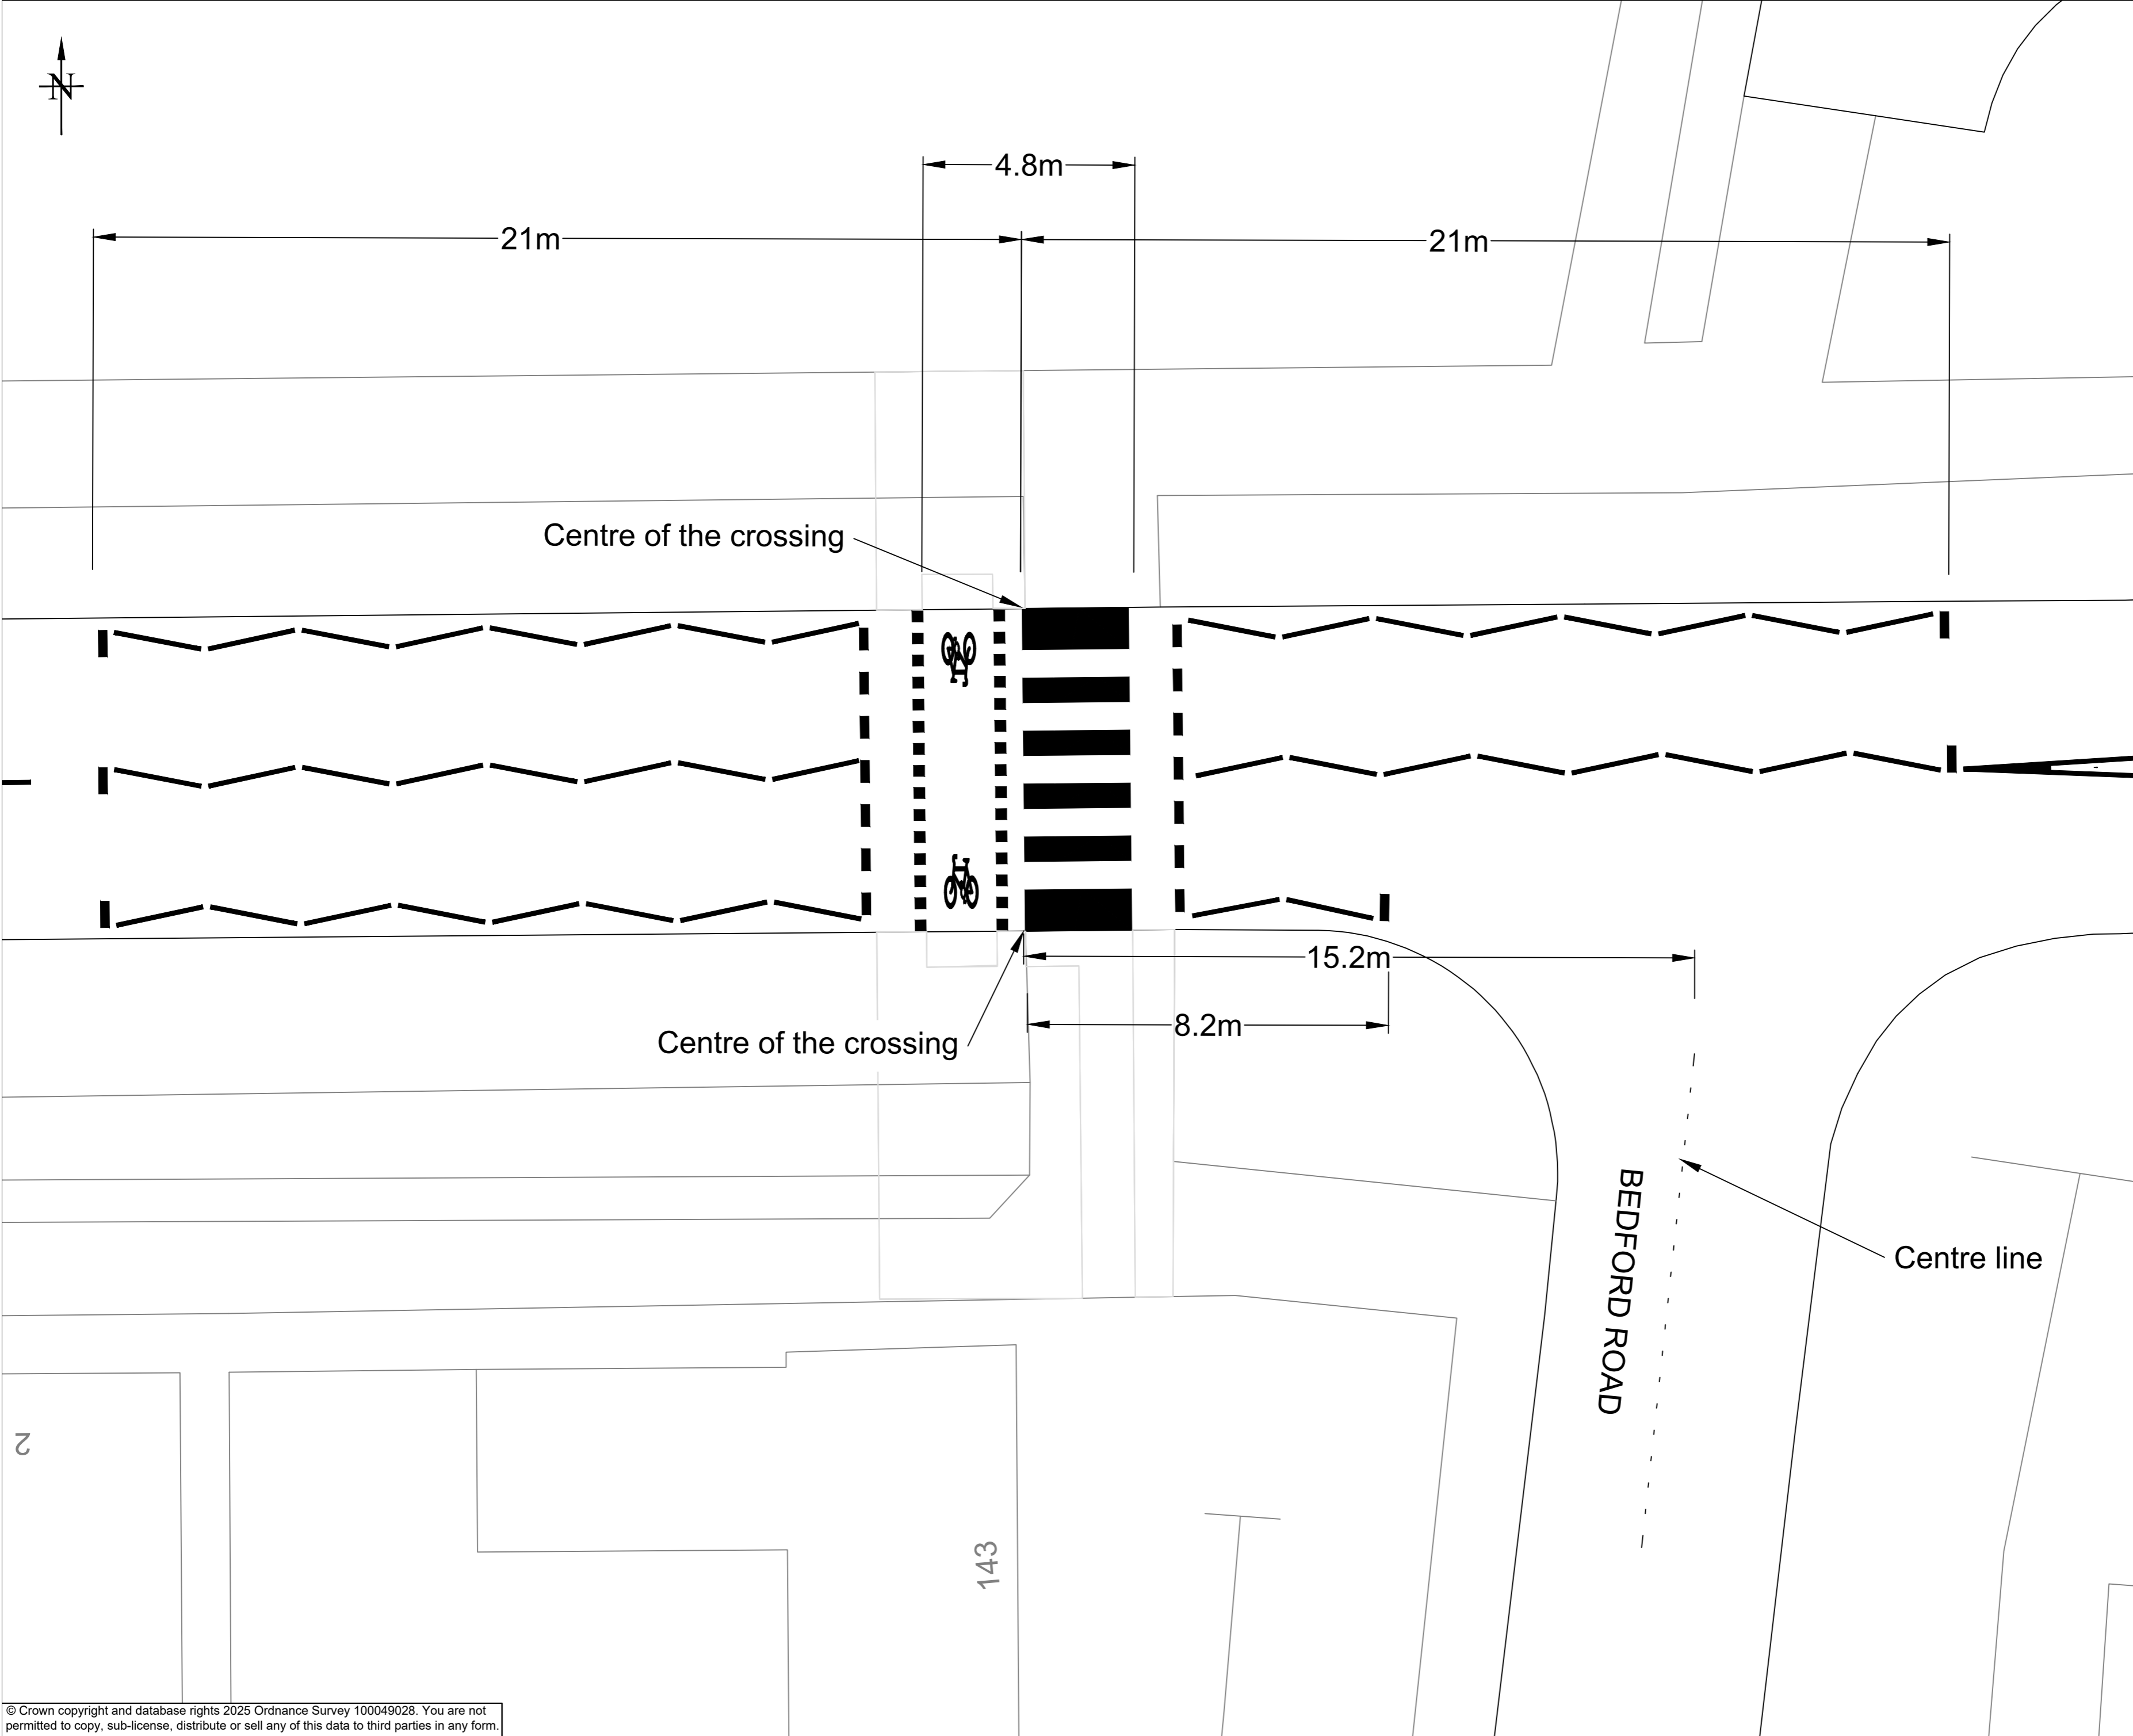 N
4.8m
21m
21m
Centre of the crossing
15.2m
8.2m
Centre of the crossing
BEDFORD ROAD
Centre line
2
143
© Crown copyright and database rights 2025 Ordnance Survey 100049028. You are not
permitted to copy, sub-license, distribute or sell any of this data to third parties in any form.